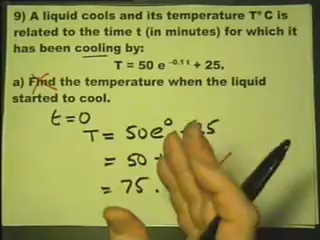 9) A liquid cools and its temperature T°C is
related to the time t (in minutes) for which it
has been cooling by:
T = 50 e^-0.1 t + 25.
a) Find the temperature when the liquid
started to cool.
t=0
T = 50e⁰ 25
= 50
= 75.